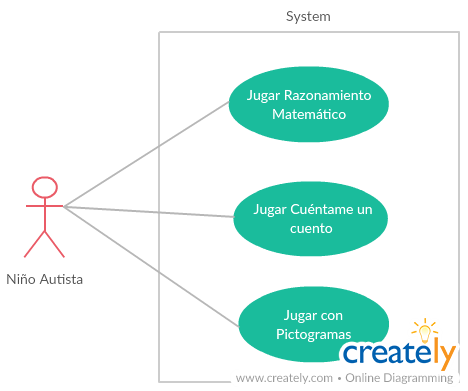 System
Jugar Razonamiento
Matemático
Jugar Cuéntame un
cuento
Niño Autista
Jugar con
Pictogramas
creately
www.creately.com • Online Diagramming